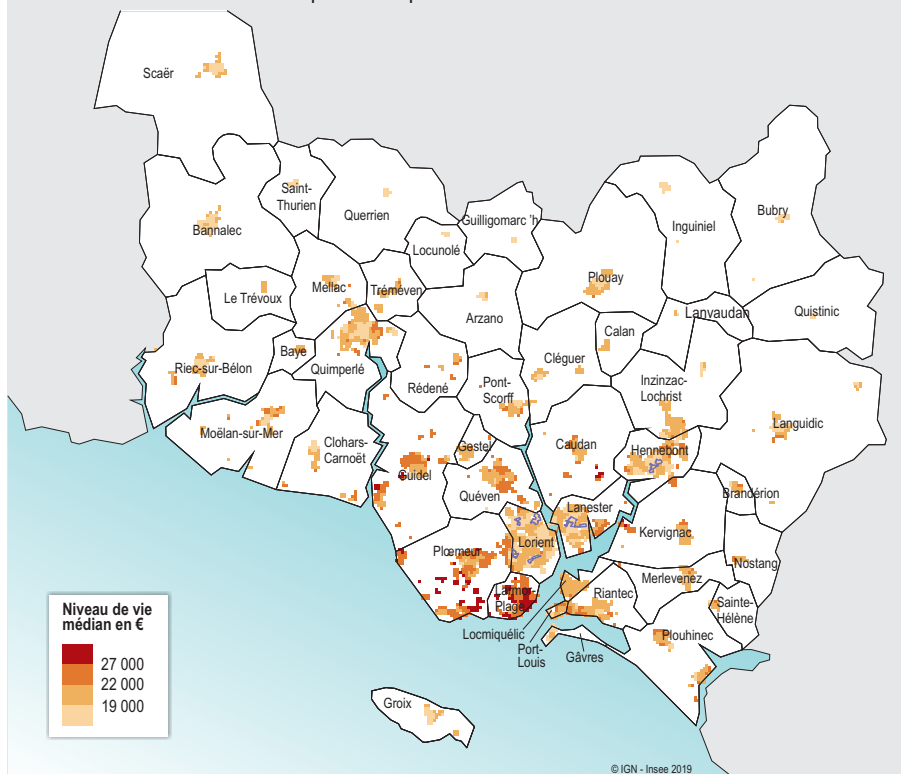 Scaër
Saint-
Thurien
Querrien
Guilligomarc 'h
Bubry
Inguiniel
Bannalec
Locunolé
Plouay
Mellac
Tréméven
Le Trévoux
Arzano
Lanvaudan
Quistinic
Calan
Baye
Cléguer
Riec-sur-Bélon
Quimperlé
Rédené
Pont-
Scorff
Inzinzac-
Lochrist
Languidic
Moëlan-sur-Mer
Clohars-
Carnoët
Gestel
Caudan
Hennebont
Guidel
Quéven
Brandérion
Lanester
Kervignac
Lorient
Plœmeur
Nostang
Merlevenez
Larmor-
Plage
Riantec
Sainte-
Hélène
Locmiquélic
Plouhinec
Port-
Louis
Gâvres
Groix
Niveau de vie
médian en €
27 000
22 000
19 000
© IGN - Insee 2019